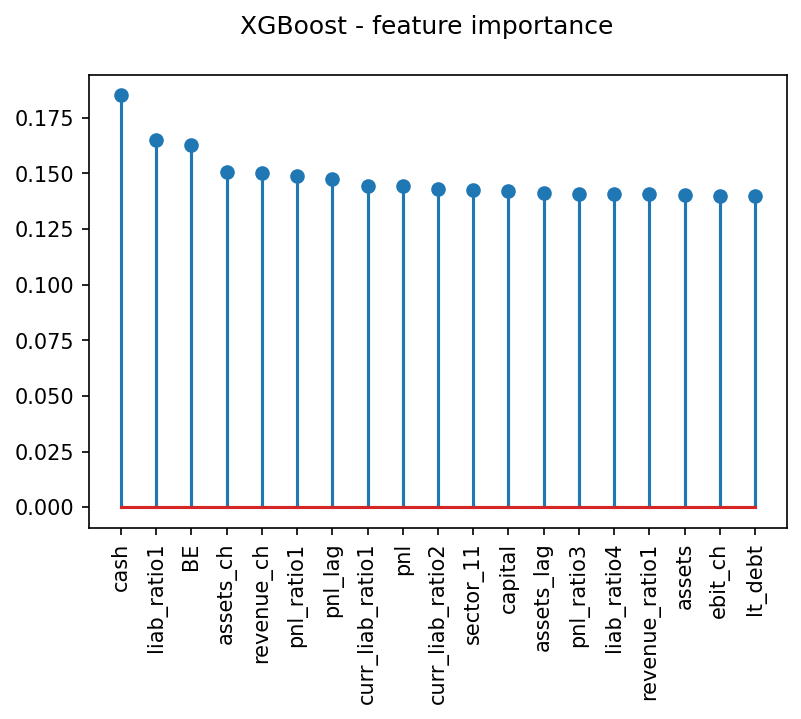 XGBoost - feature importance
0.175
0.150
0.125
0.100
0.075
0.050
0.025
0.000
cash
liab_ratio1
BE
assets_ch
revenue_ch
pnl_ratio1
pnl_lag
curr_liab_ratio1
pnl
curr_liab_ratio2
sector_11
capital
assets_lag
pnl_ratio3
liab_ratio4
revenue_ratio1
assets
ebit_ch
lt_debt